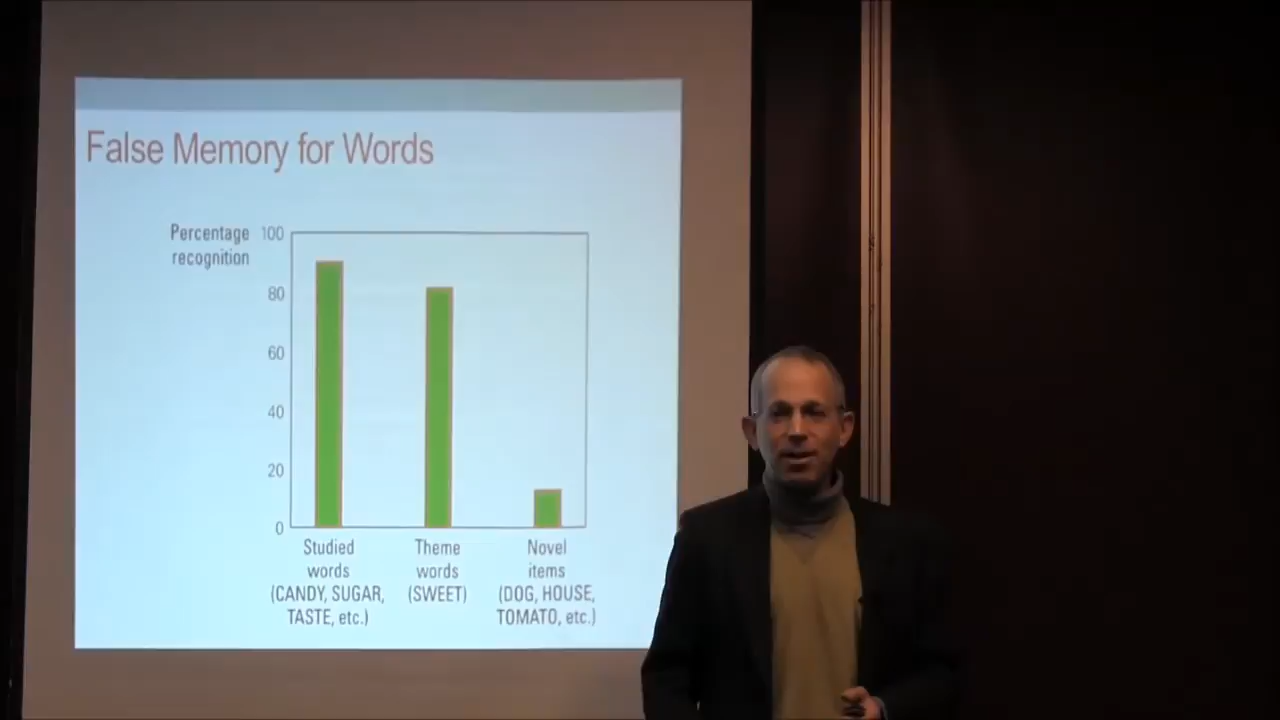 False Memory for Words
Percentage
recognition
100
80
60
40
20
0
Studied
words
(CANDY, SUGAR,
TASTE, etc.)
Theme
words
(SWEET)
Novel
items
(DOG, HOUSE,
TOMATO, etc.)